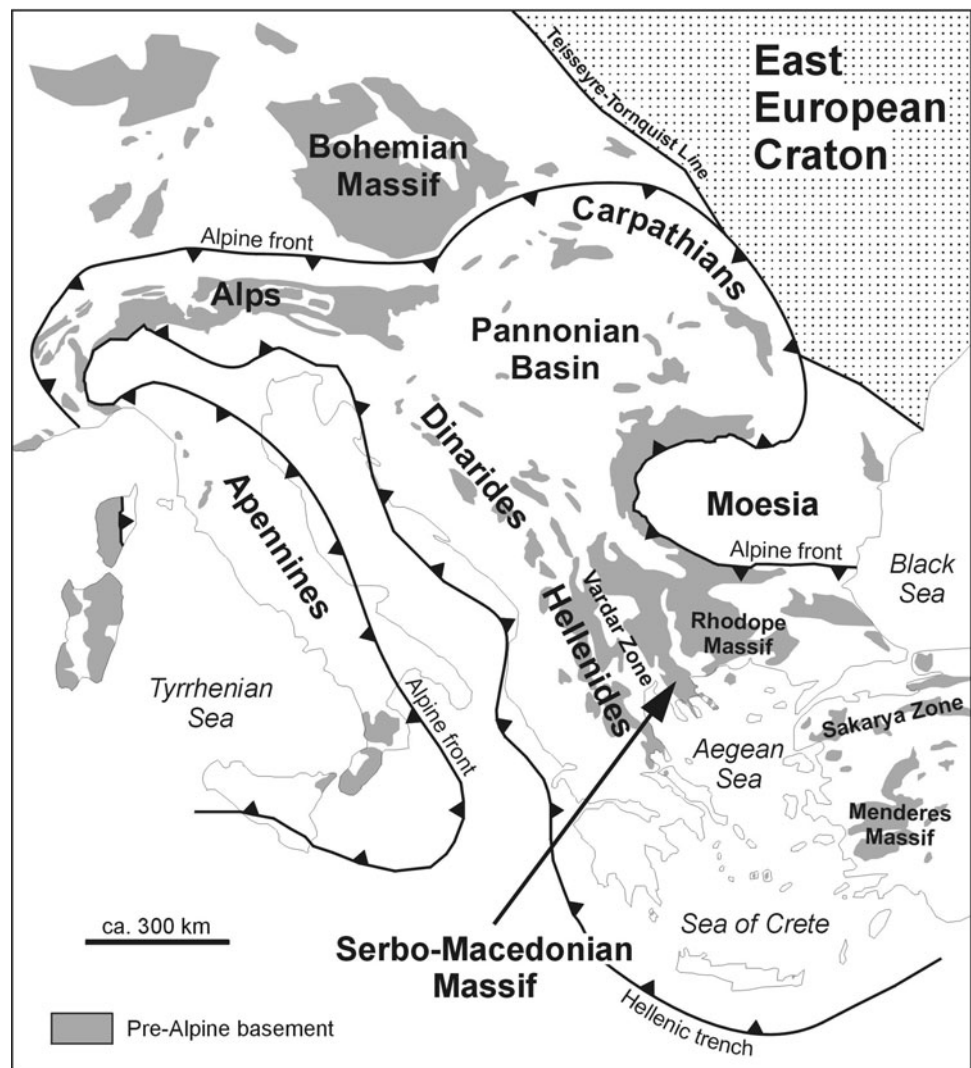 East
European
Craton
Teisseyre-Tornquist Line
Bohemian
Massif
Carpathians
Alpine front
Alps
Pannonian
Basin
Dinarides
Apennines
Moesia
Alpine front
Black
Sea
Hellenides
Vardar Zone
Rhodope
Massif
Tyrrhenian
Sea
Alpine front
Sakarya Zone
Aegean
Sea
Menderes
Massif
ca. 300 km
Sea of Crete
Serbo-Macedonian
Massif
Hellenic trench
Pre-Alpine basement